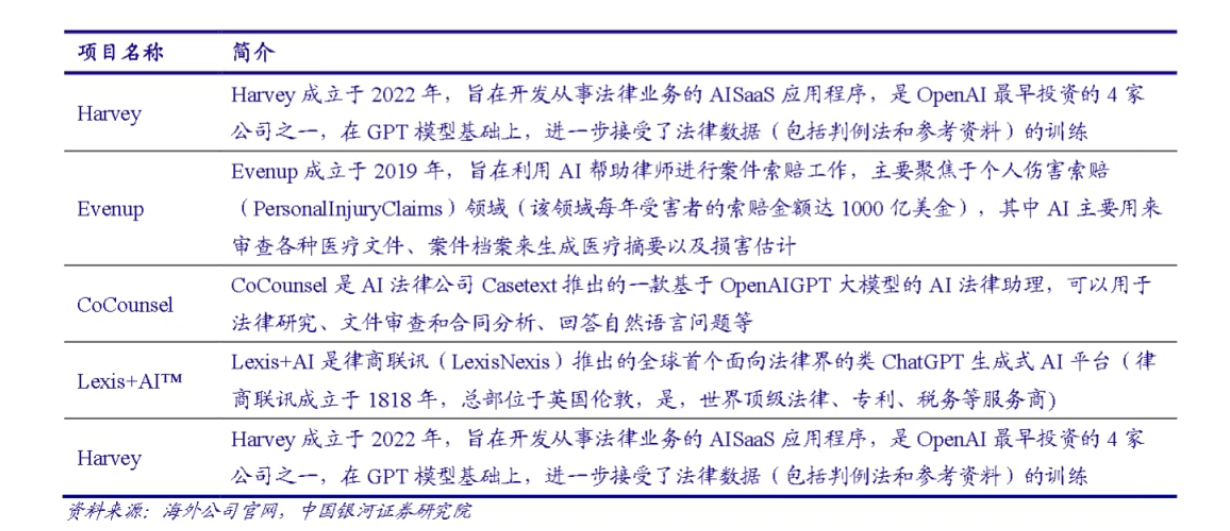 项目名称 简介
Harvey
Harvey 成立于 2022 年，旨在开发从事法律业务的 AISaaS 应用程序，是 OpenAI 最早投资的 4 家
公司之一，在 GPT 模型基础上，进一步接受了法律数据（包括判例法和参考资料）的训练
Evenup
Evenup 成立于 2019 年，旨在利用 AI 帮助律师进行案件索赔工作，主要聚焦于个人伤害索赔
（PersonalInjuryClaims）领域（该领域每年受害者的索赔金额达 1000 亿美金），其中 AI 主要用来
审查各种医疗文件、案件档案来生成医疗摘要以及损害估计
CoCounsel
CoCounsel 是 AI 法律公司 Casetext 推出的一款基于 OpenAIGPT 大模型的 AI 法律助理，可以用于
法律研究、文件审查和合同分析、回答自然语言问题等
Lexis+AI™
Lexis+AI 是律商联讯（LexisNexis）推出的全球首个面向法律界的类 ChatGPT 生成式 AI 平台（律
商联讯成立于 1818 年，总部位于英国伦敦，是，世界顶级法律、专利、税务等服务商)
Harvey
Harvey 成立于 2022 年，旨在开发从事法律业务的 AISaaS 应用程序，是 OpenAI 最早投资的 4 家
公司之一，在 GPT 模型基础上，进一步接受了法律数据（包括判例法和参考资料）的训练
资料来源：海外公司官网，中国银河证券研究院